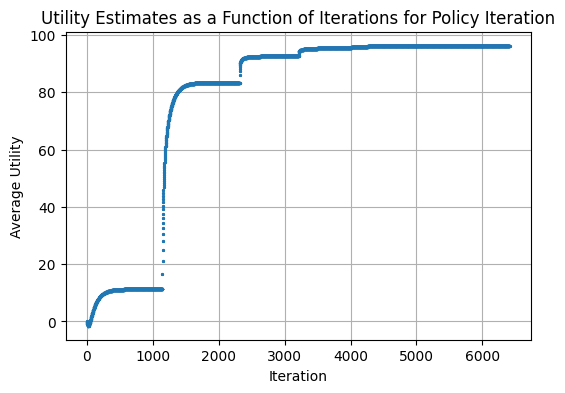 Utility Estimates as a Function of Iterations for Policy Iteration
100
80
60
40
20
0
Average Utility
0 1000 2000 3000 4000 5000 6000
Iteration